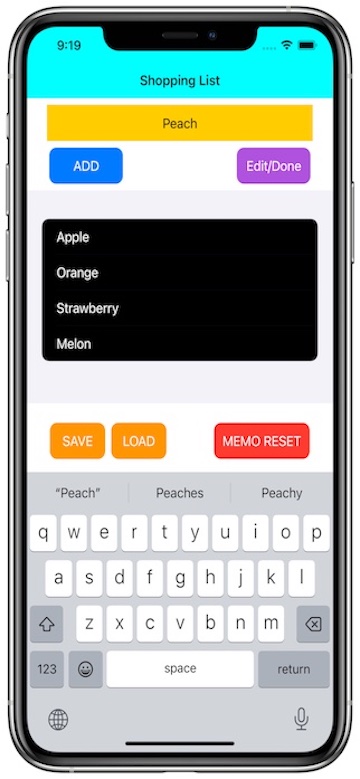 9:19
Shopping List
Peach
ADD Edit/Done
Apple
Orange
Strawberry
Melon
SAVE LOAD MEMO RESET
“Peach” Peaches Peachy
q w e r t y u i o p
a s d f g h j k l
z x c v b n m
123 space return